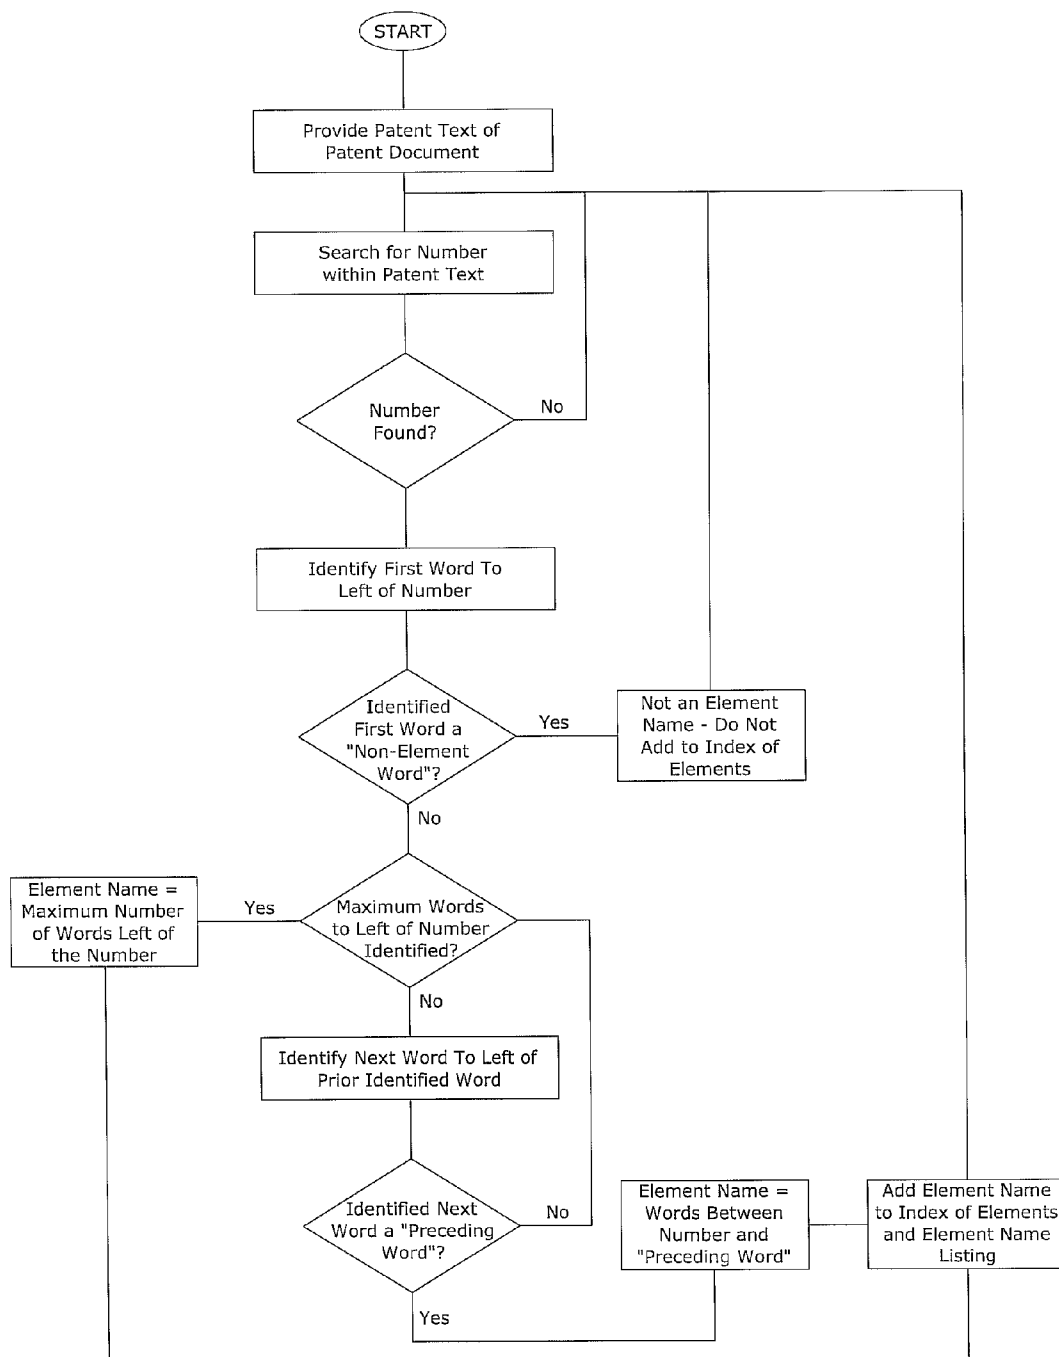 START
Provide Patent Text of
Patent Document
Search for Number
within Patent Text
Number
Found?
No
Identify First Word To
Left of Number
Identified
First Word a
"Non-Element
Word"?
Yes
Not an Element
Name - Do Not
Add to Index of
Elements
No
Element Name =
Maximum Number
of Words Left of
the Number
Yes
Maximum Words
to Left of Number
Identified?
No
Identify Next Word To Left of
Prior Identified Word
Identified Next
Word a "Preceding
Word"?
No
Element Name =
Words Between
Number and
"Preceding Word"
Add Element Name
to Index of Elements
and Element Name
Listing
Yes